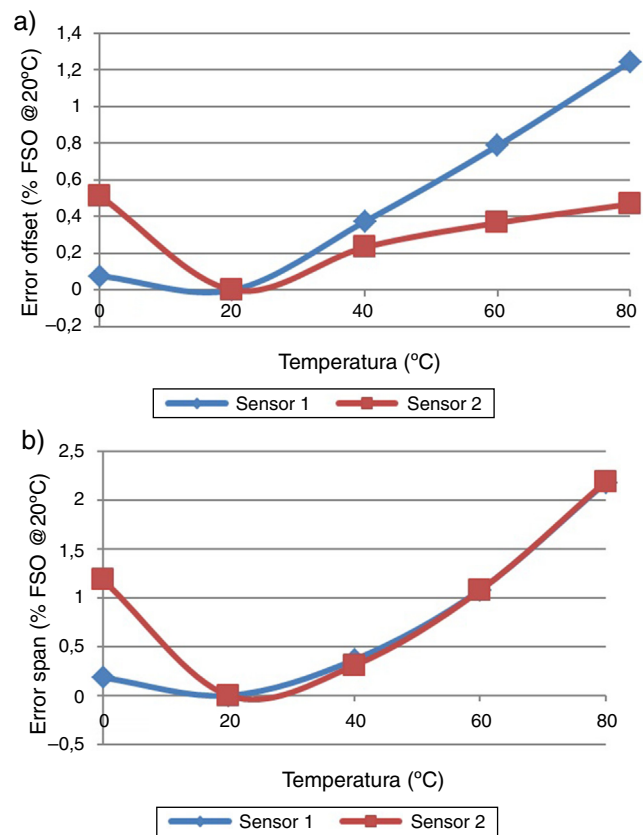 a)
1,4
1,2
1
0,8
0,6
0,4
0,2
0
–0,2
Error offset (% FSO @20ºC)
0 20 40 60 80
Temperatura (ºC)
Sensor 1 Sensor 2
b)
2,5
2
1,5
1
0,5
0
–0,5
Error span (% FSO @20ºC)
0 20 40 60 80
Temperatura (ºC)
Sensor 1 Sensor 2